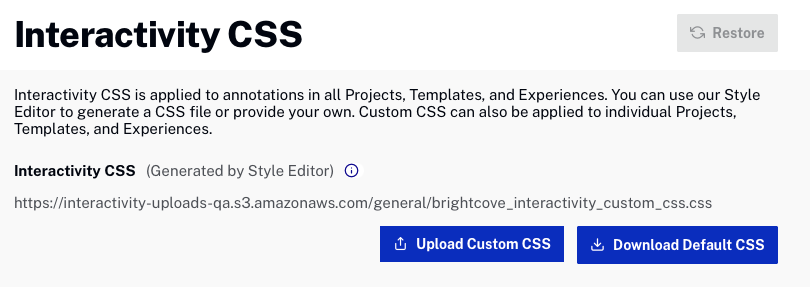 Interactivity CSS
Restore
Interactivity CSS is applied to annotations in all Projects, Templates, and Experiences. You can use our Style
Editor to generate a CSS file or provide your own. Custom CSS can also be applied to individual Projects,
Templates, and Experiences.
Interactivity CSS (Generated by Style Editor)
https://interactivity-uploads-qa.s3.amazonaws.com/general/brightcove_interactivity_custom_css.css
Upload Custom CSS
Download Default CSS